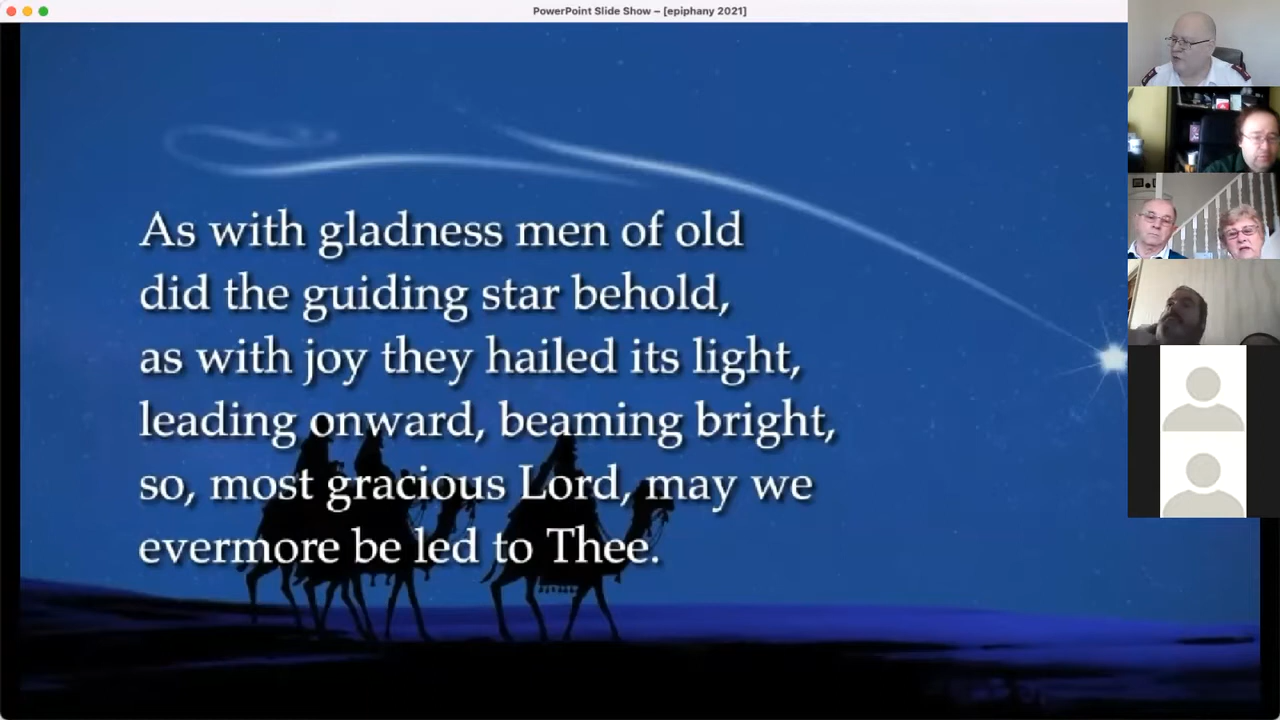 PowerPoint Slide Show – [epiphany 2021]
As with gladness men of old
did the guiding star behold,
as with joy they hailed its light,
leading onward, beaming bright,
so, most gracious Lord, may we
evermore be led to Thee.